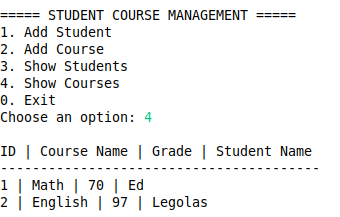 ===== STUDENT COURSE MANAGEMENT =====
1. Add Student
2. Add Course
3. Show Students
4. Show Courses
0. Exit
Choose an option: 4

ID | Course Name | Grade | Student Name
----------------------------------------
1 | Math | 70 | Ed
2 | English | 97 | Legolas